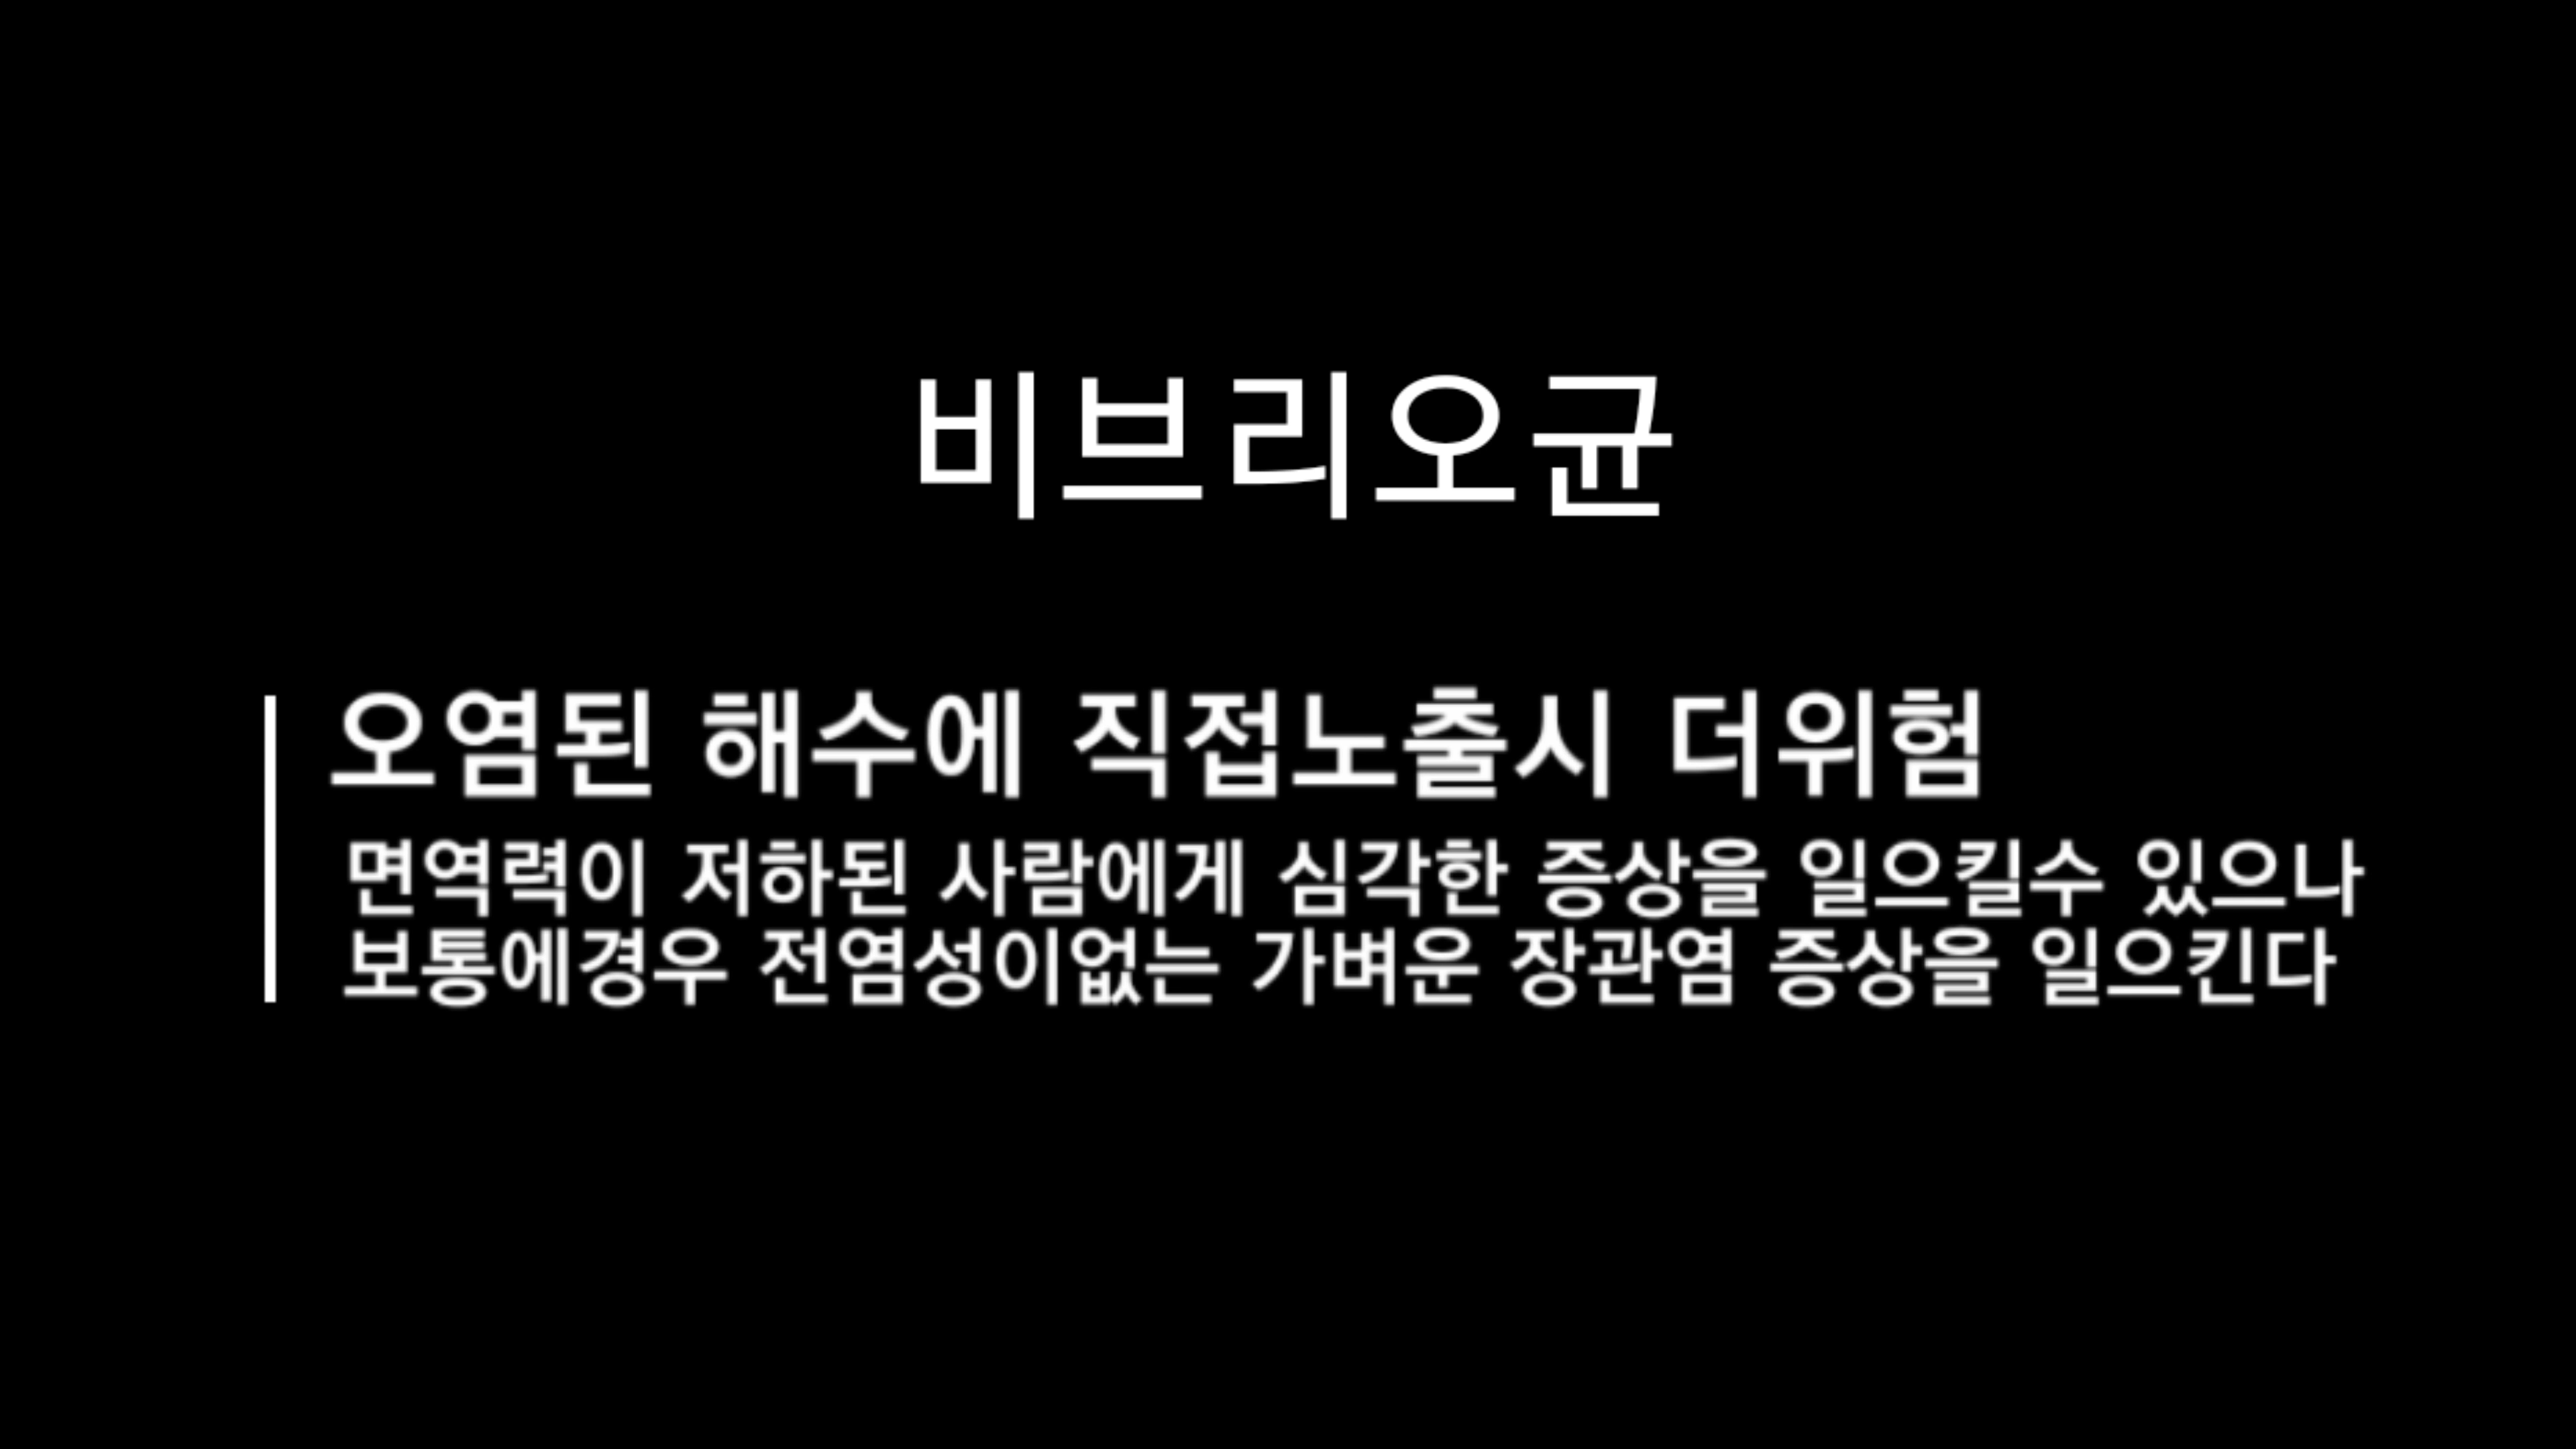 비브리오균
오염된 해수에 직접노출시 더위험
면역력이 저하된 사람에게 심각한 증상을 일으킬수 있으나
보통에경우 전염성이없는 가벼운 장관염 증상을 일으킨다